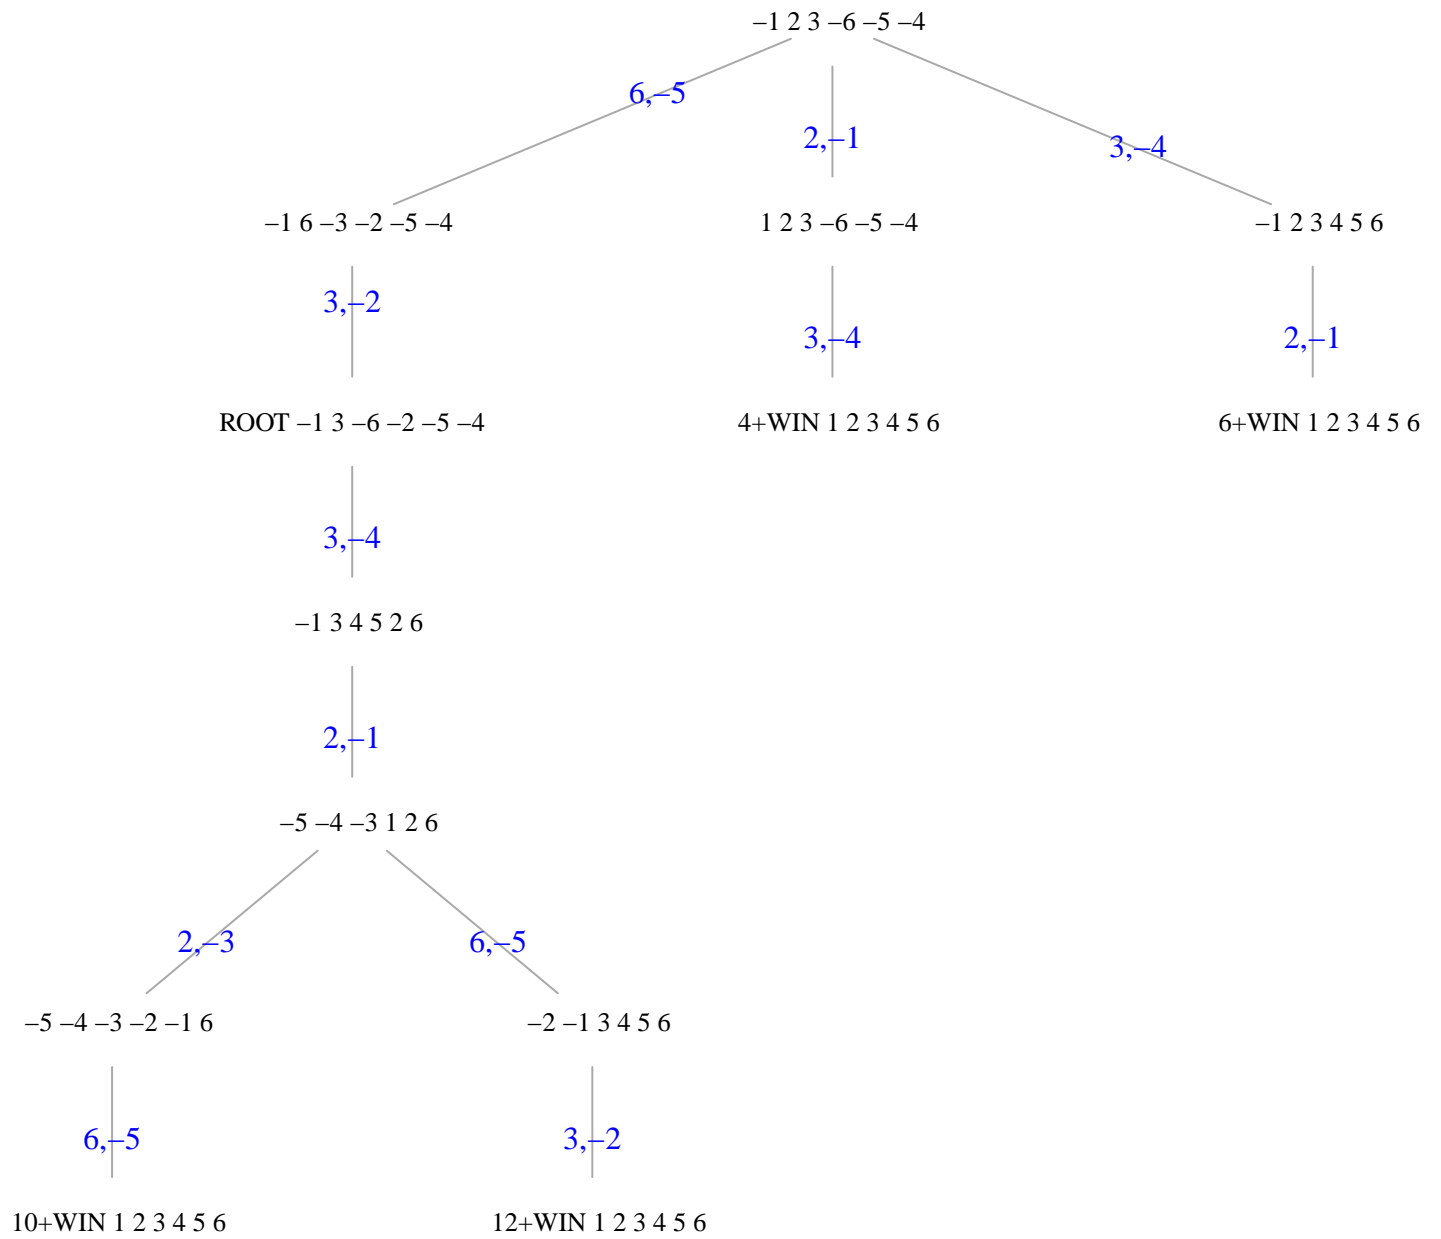 –1 2 3 –6 –5 –4
6,–5
2,–1
3,–4
–1 6 –3 –2 –5 –4
1 2 3 –6 –5 –4
–1 2 3 4 5 6
3,–2
3,–4
2,–1
ROOT –1 3 –6 –2 –5 –4
4+WIN 1 2 3 4 5 6
6+WIN 1 2 3 4 5 6
3,–4
–1 3 4 5 2 6
2,–1
–5 –4 –3 1 2 6
2,–3
6,–5
–5 –4 –3 –2 –1 6
–2 –1 3 4 5 6
6,–5
3,–2
10+WIN 1 2 3 4 5 6
12+WIN 1 2 3 4 5 6